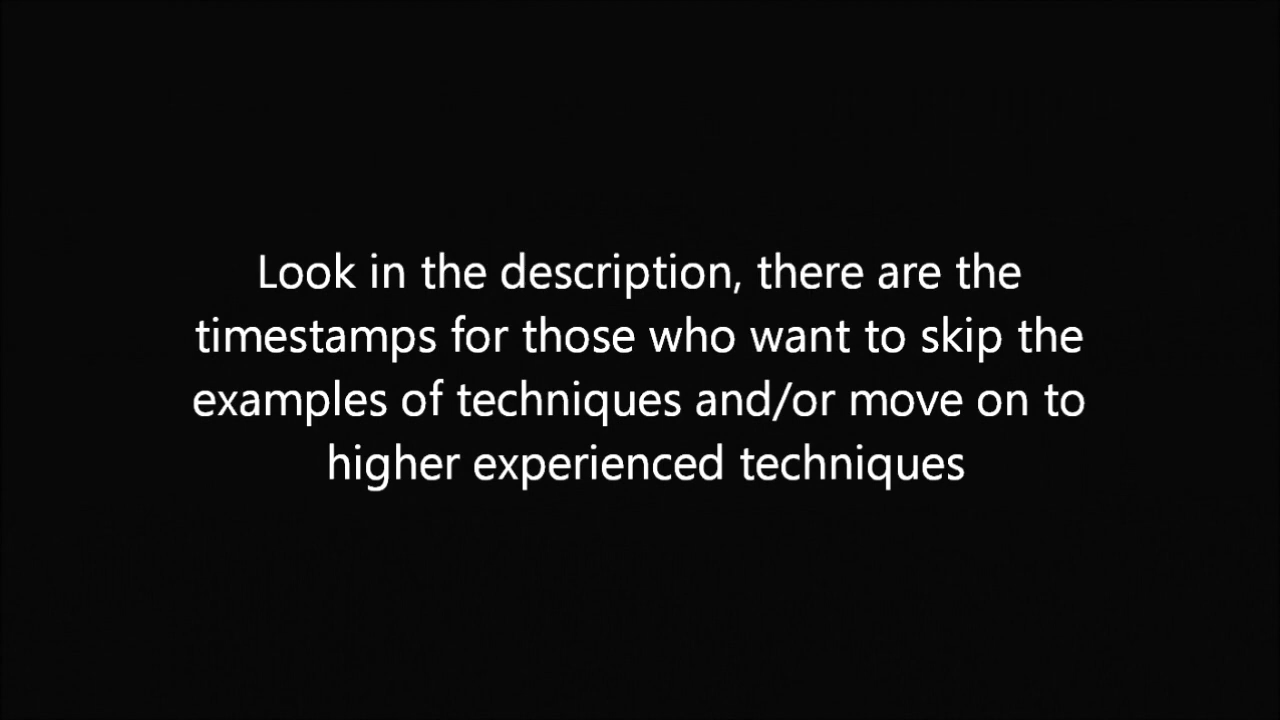 Look in the description, there are the
timestamps for those who want to skip the
examples of techniques and/or move on to
higher experienced techniques